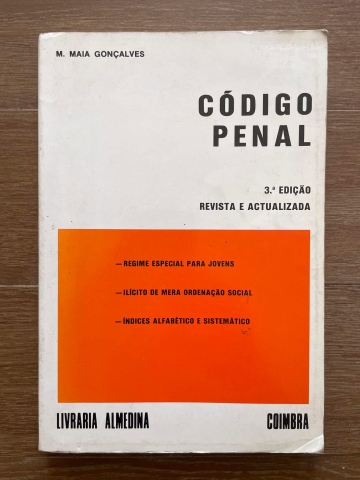 M. MAIA GONÇALVES
CÓDIGO
PENAL
3.ª EDIÇÃO
REVISTA E ACTUALIZADA
— REGIME ESPECIAL PARA JOVENS
— ILÍCITO DE MERA ORDENAÇÃO SOCIAL
— ÍNDICES ALFABÉTICO E SISTEMÁTICO
LIVRARIA ALMEDINA COIMBRA